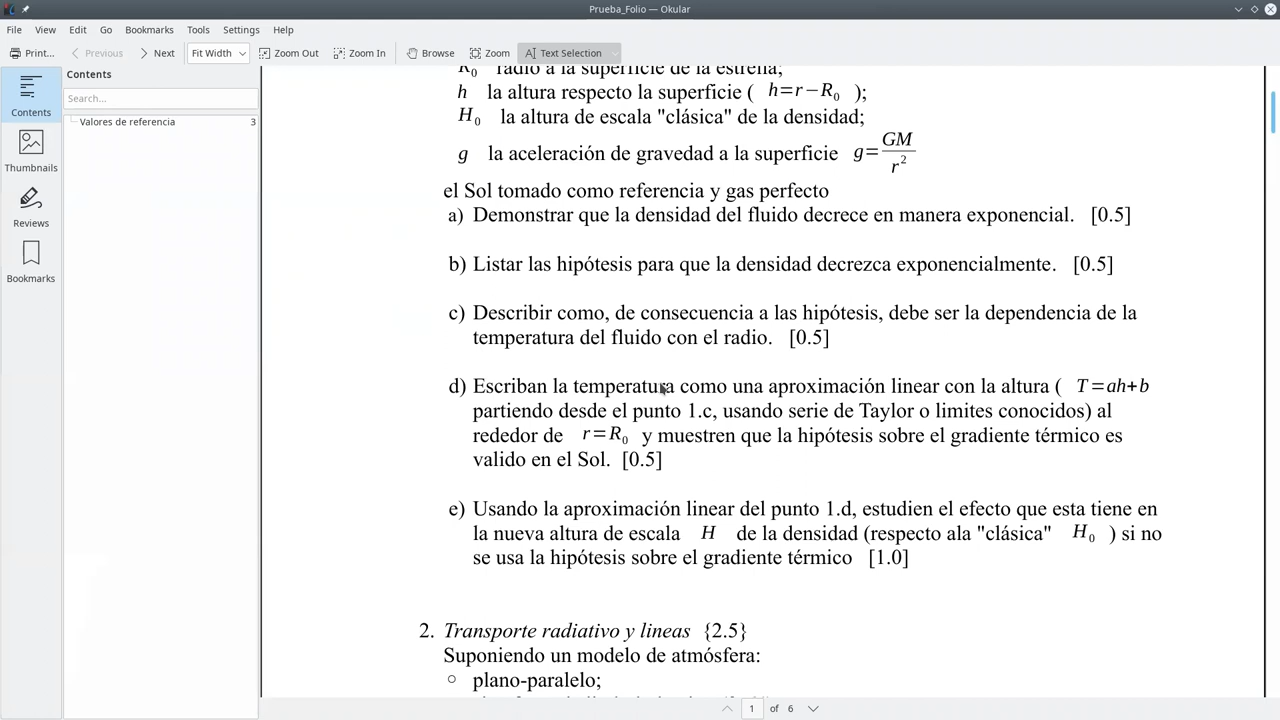 Prueba_Folio — Okular
File View Edit Go Bookmarks Tools Settings Help
Print... Previous Next Fit Width Zoom Out Zoom In Browse Zoom Text Selection
Contents
Thumbnails
Reviews
Bookmarks
Contents
Search...
Valores de referencia 3
R₀ radio a la superficie de la estrella;
h la altura respecto la superficie ( h=r−R₀ );
H₀ la altura de escala "clásica" de la densidad;
g la aceleración de gravedad a la superficie g=GM/r²
el Sol tomado como referencia y gas perfecto
a) Demonstrar que la densidad del fluido decrece en manera exponencial. [0.5]
b) Listar las hipótesis para que la densidad decrezca exponencialmente. [0.5]
c) Describir como, de consecuencia a las hipótesis, debe ser la dependencia de la
temperatura del fluido con el radio. [0.5]
d) Escriban la temperatura como una aproximación linear con la altura ( T=ah+b
partiendo desde el punto 1.c, usando serie de Taylor o limites conocidos) al
rededor de r=R₀ y muestren que la hipótesis sobre el gradiente térmico es
valido en el Sol. [0.5]
e) Usando la aproximación linear del punto 1.d, estudien el efecto que esta tiene en
la nueva altura de escala H de la densidad (respecto ala "clásica" H₀ ) si no
se usa la hipótesis sobre el gradiente térmico [1.0]
2. Transporte radiativo y lineas {2.5}
Suponiendo un modelo de atmósfera:
○ plano-paralelo;
1 of 6